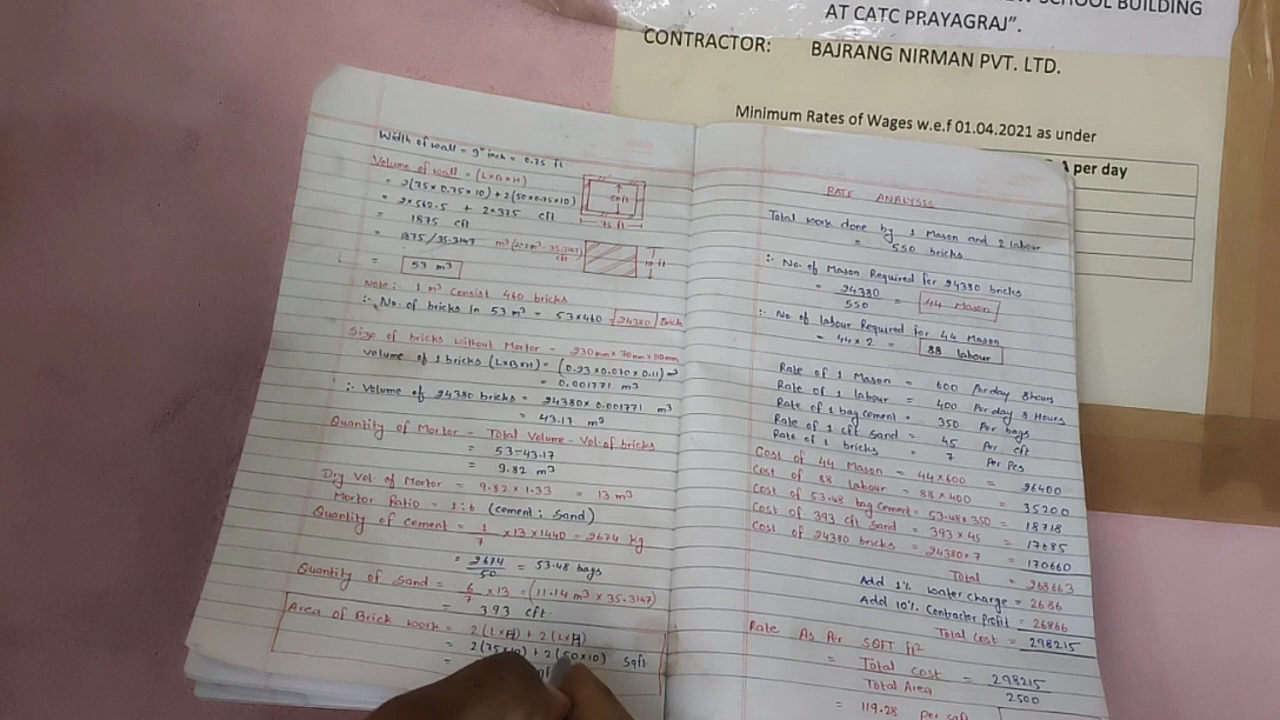 SCHOOL BUILDING
AT CATC PRAYAGRAJ".
CONTRACTOR: BAJRANG NIRMAN PVT. LTD.
Minimum Rates of Wages w.e.f 01.04.2021 as under
A per day
Width of wall = 9" inch = 0.75 ft
Volume of wall = (L×B×H)
= 2(75×0.75×10) + 2(50×0.75×10)
= 2×562.5 + 2×375 cft
= 1875 cft
= 1875/35.3147
= 53 m³
50 ft
75 ft
10 ft
Note:- 1 m³ Consist 460 bricks
∴ No. of bricks in 53 m³ = 53×460 = 24380 Bricks
Size of bricks without Mortor = 230mm × 70mm × 110mm
Volume of 1 bricks (L×B×H) = (0.23×0.070×0.11) m³
= 0.001771 m³
∴ Volume of 24380 bricks = 24380×0.001771 m³
= 43.17 m³
Quantity of Mortor = Total Volume - Vol. of bricks
= 53-43.17
= 9.82 m³
Dry Vol. of Mortor = 9.82×1.33 = 13 m³
Mortor Ratio = 1:6 (cement : Sand)
Quantity of Cement = 1/7 ×13×1440 = 2674 kg
= 2674/50 = 53.48 bags
Quantity of Sand = 6/7 ×13 = (11.14 m³ × 35.3147)
= 393 cft.
Area of Brick work = 2(L×H) + 2(L×H)
= 2(75×10) + 2(50×10) sqft
=
RATE ANALYSIS
Total work done by 1 Mason and 2 labour
= 550 bricks
∴ No. of Mason Required for 24380 bricks
= 24380/550 = 44 Mason
∴ No of labour Required for 44 Mason
= 44×2 = 88 labour
Rate of 1 Mason = 600 Per day 8hours
Rate of 1 labour = 400 Per day 8 Hours
Rate of 1 bag cement = 350 Per bags
Rate of 1 cft sand = 45 Per cft
Rate of 1 bricks = 7 Per Pcs
Cost of 44 Mason = 44×600 = 26400
Cost of 88 labour = 88×400 = 35200
Cost of 53.48 bag cement = 53.48×350 = 18718
Cost of 393 cft sand = 393×45 = 17685
Cost of 24380 bricks = 24380×7 = 170660
Total = 268663
Add 1% water charge = 2686
Add 10% Contractor profit = 26866
Total Cost = 298215
Rate As Per SQFT ft2
= Total cost/Total Area = 298215/2500
= 119.28 per sqft